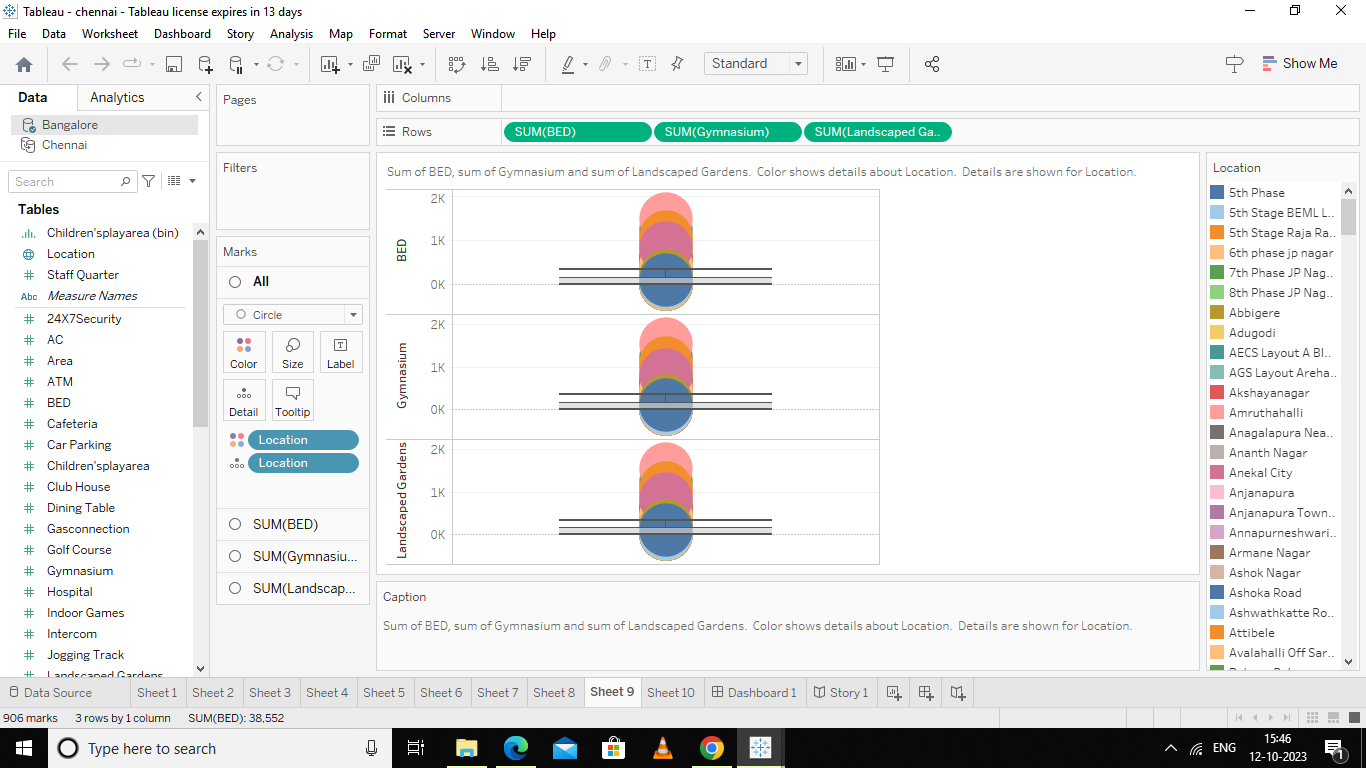 Tableau - chennai - Tableau license expires in 13 days
File Data Worksheet Dashboard Story Analysis Map Format Server Window Help
Standard
Show Me
Data Analytics
Bangalore
Chennai
Search
Tables
Children'splayarea (bin)
Location
Staff Quarter
Abc Measure Names
24X7Security
AC
Area
ATM
BED
Cafeteria
Car Parking
Children'splayarea
Club House
Dining Table
Gasconnection
Golf Course
Gymnasium
Hospital
Indoor Games
Intercom
Jogging Track
Landscaped Gardens
Pages
Filters
Marks
All
Circle
Color Size Label
Detail Tooltip
Location
Location
SUM(BED)
SUM(Gymnasiu...
SUM(Landscap...
Columns
Rows SUM(BED) SUM(Gymnasium) SUM(Landscaped Ga..
Sum of BED, sum of Gymnasium and sum of Landscaped Gardens. Color shows details about Location. Details are shown for Location.
BED
2K
1K
0K
Gymnasium
2K
1K
0K
Landscaped Gardens
2K
1K
0K
Caption
Sum of BED, sum of Gymnasium and sum of Landscaped Gardens. Color shows details about Location. Details are shown for Location.
Location
5th Phase
5th Stage BEML L..
5th Stage Raja Ra..
6th phase jp nagar
7th Phase JP Nag..
8th Phase JP Nag..
Abbigere
Adugodi
AECS Layout A Bl..
AGS Layout Areha..
Akshayanagar
Amruthahalli
Anagalapura Nea..
Ananth Nagar
Anekal City
Anjanapura
Anjanapura Town..
Annapurneshwari..
Armane Nagar
Ashok Nagar
Ashoka Road
Ashwathkatte Ro..
Attibele
Avalahalli Off Sar..
Data Source Sheet 1 Sheet 2 Sheet 3 Sheet 4 Sheet 5 Sheet 6 Sheet 7 Sheet 8 Sheet 9 Sheet 10 Dashboard 1 Story 1
906 marks 3 rows by 1 column SUM(BED): 38,552
Type here to search
ENG
15:46
12-10-2023
1